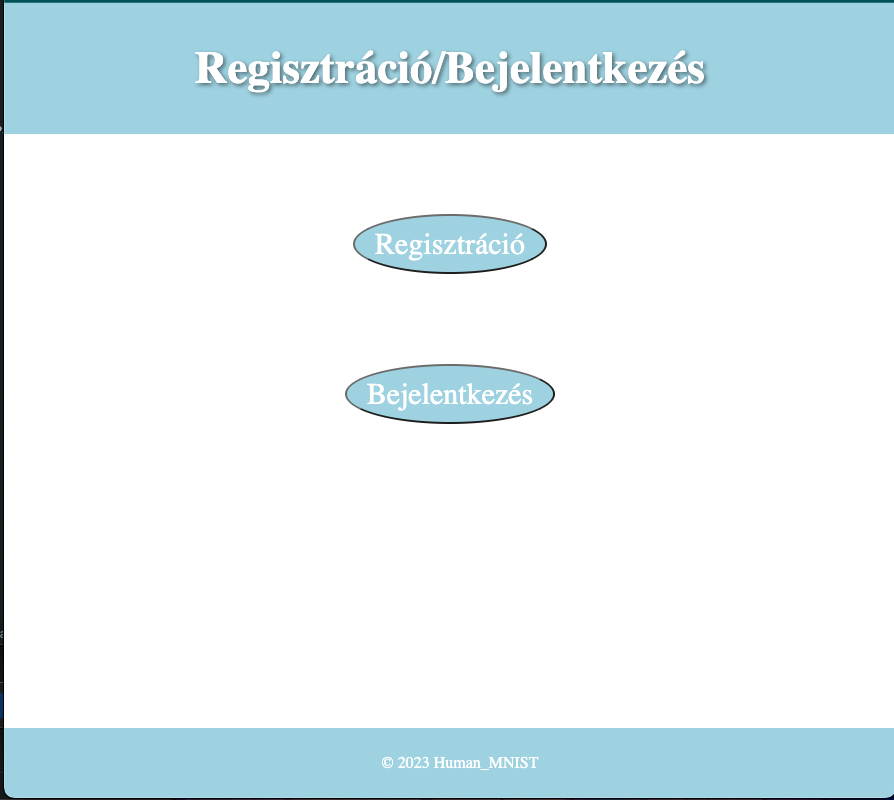 Regisztráció/Bejelentkezés
Regisztráció
Bejelentkezés
© 2023 Human_MNIST